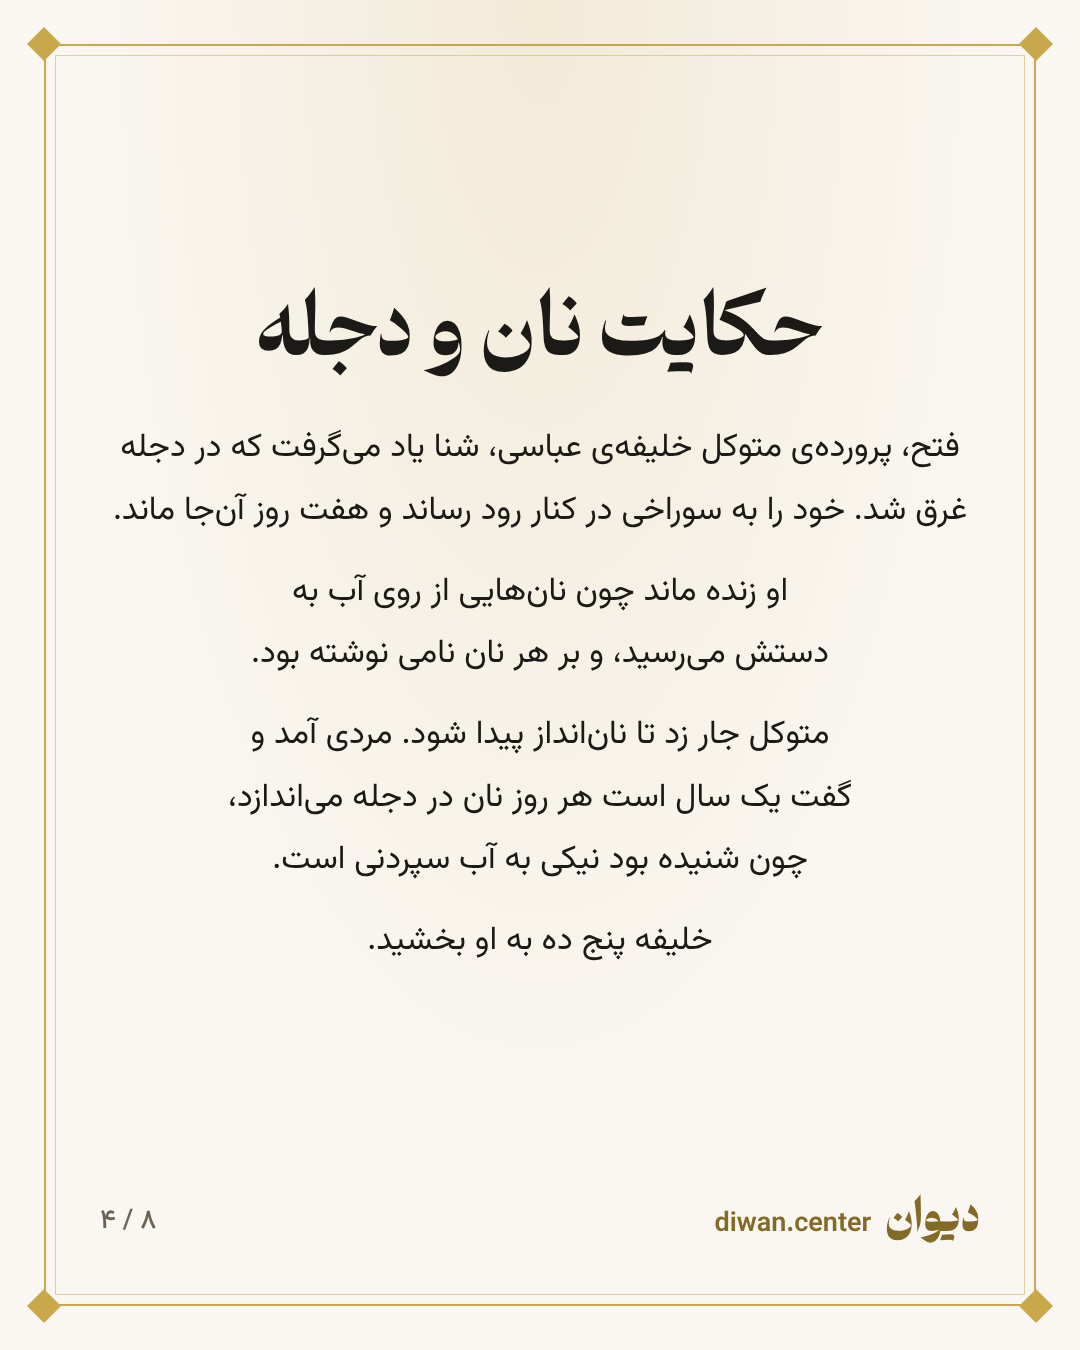 حکایت نان و دجله
فتح، پرورده‌ی متوکل خلیفه‌ی عباسی، شنا یاد می‌گرفت که در دجله
غرق شد. خود را به سوراخی در کنار رود رساند و هفت روز آن‌جا ماند.
او زنده ماند چون نان‌هایی از روی آب به
دستش می‌رسید، و بر هر نان نامی نوشته بود.
متوکل جار زد تا نان‌انداز پیدا شود. مردی آمد و
گفت یک سال است هر روز نان در دجله می‌اندازد،
چون شنیده بود نیکی به آب سپردنی است.
خلیفه پنج ده به او بخشید.
دیوان diwan.center
۴ / ۸